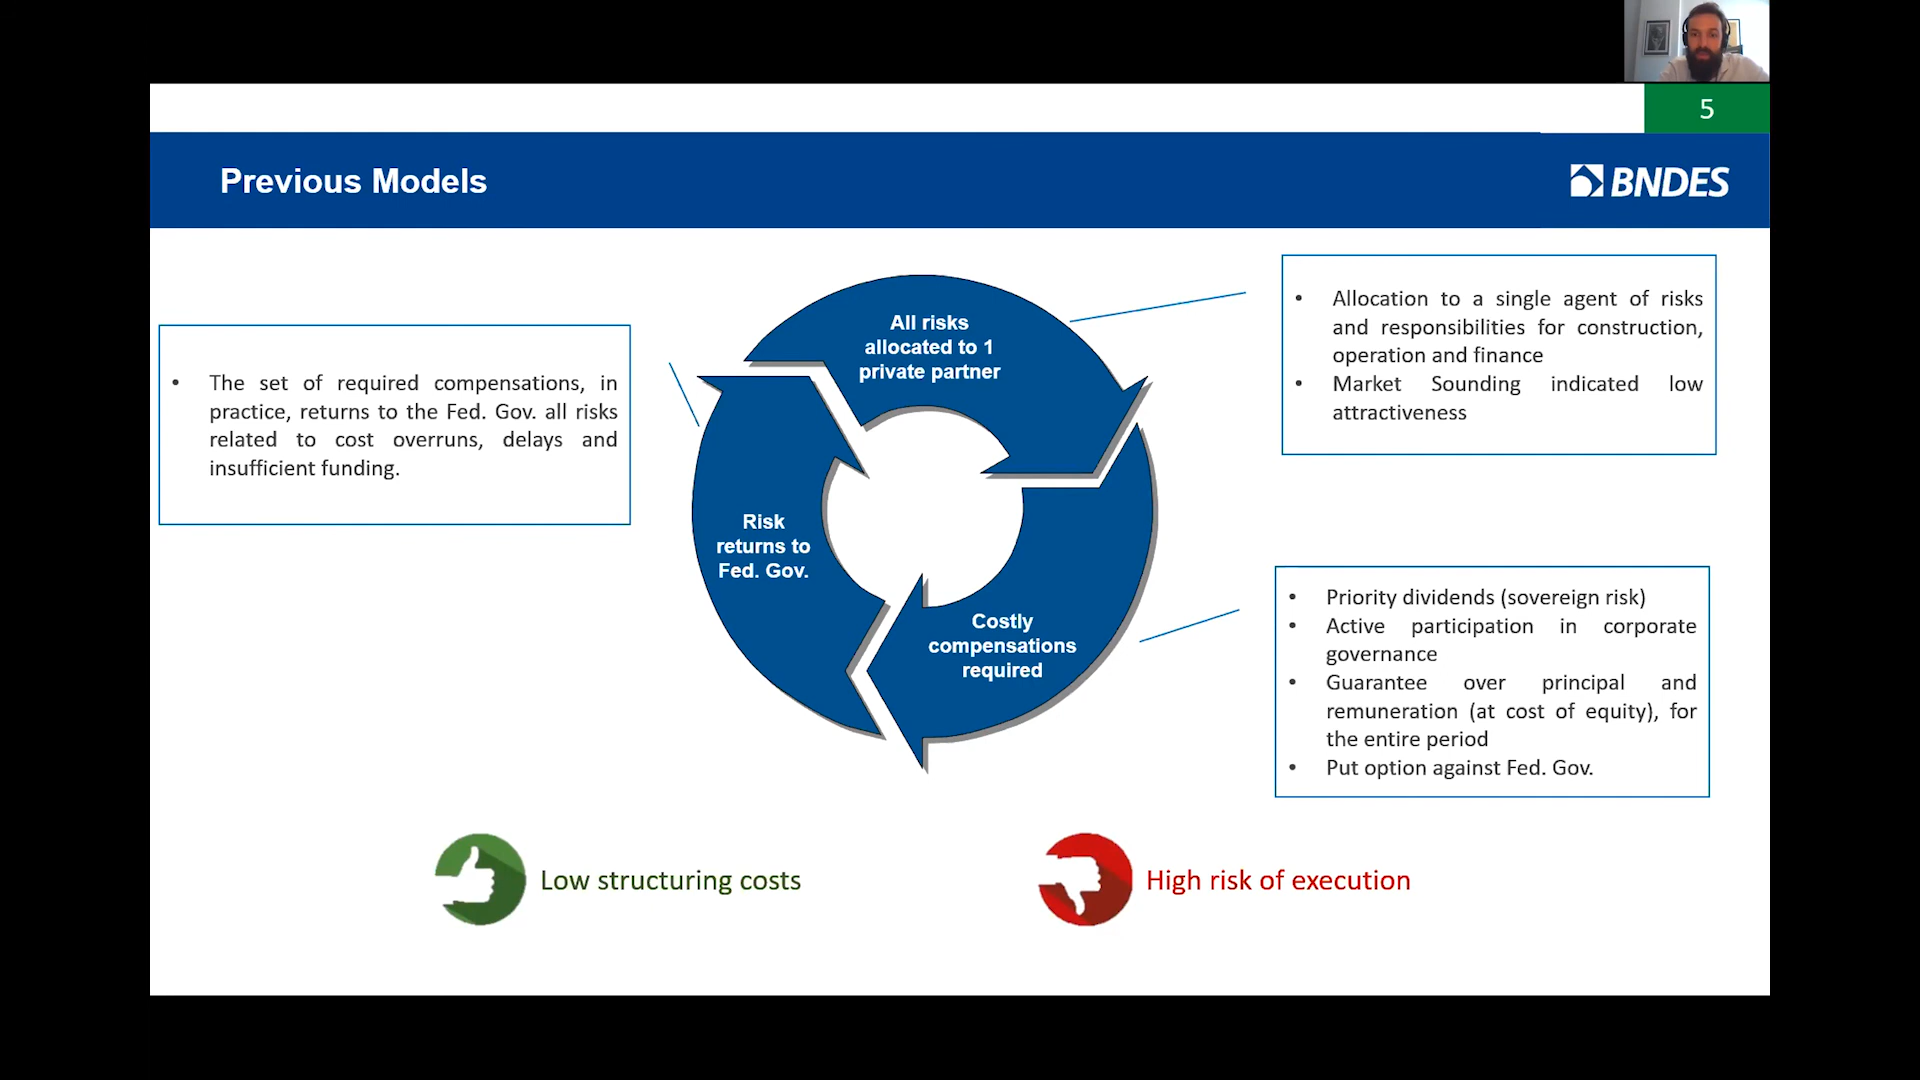 5
Previous Models
BNDES
All risks
allocated to 1
private partner
• Allocation to a single agent of risks
and responsibilities for construction,
operation and finance
• Market Sounding indicated low
attractiveness
• The set of required compensations, in
practice, returns to the Fed. Gov. all risks
related to cost overruns, delays and
insufficient funding.
Risk
returns to
Fed. Gov.
Costly
compensations
required
• Priority dividends (sovereign risk)
• Active participation in corporate
governance
• Guarantee over principal and
remuneration (at cost of equity), for
the entire period
• Put option against Fed. Gov.
Low structuring costs
High risk of execution